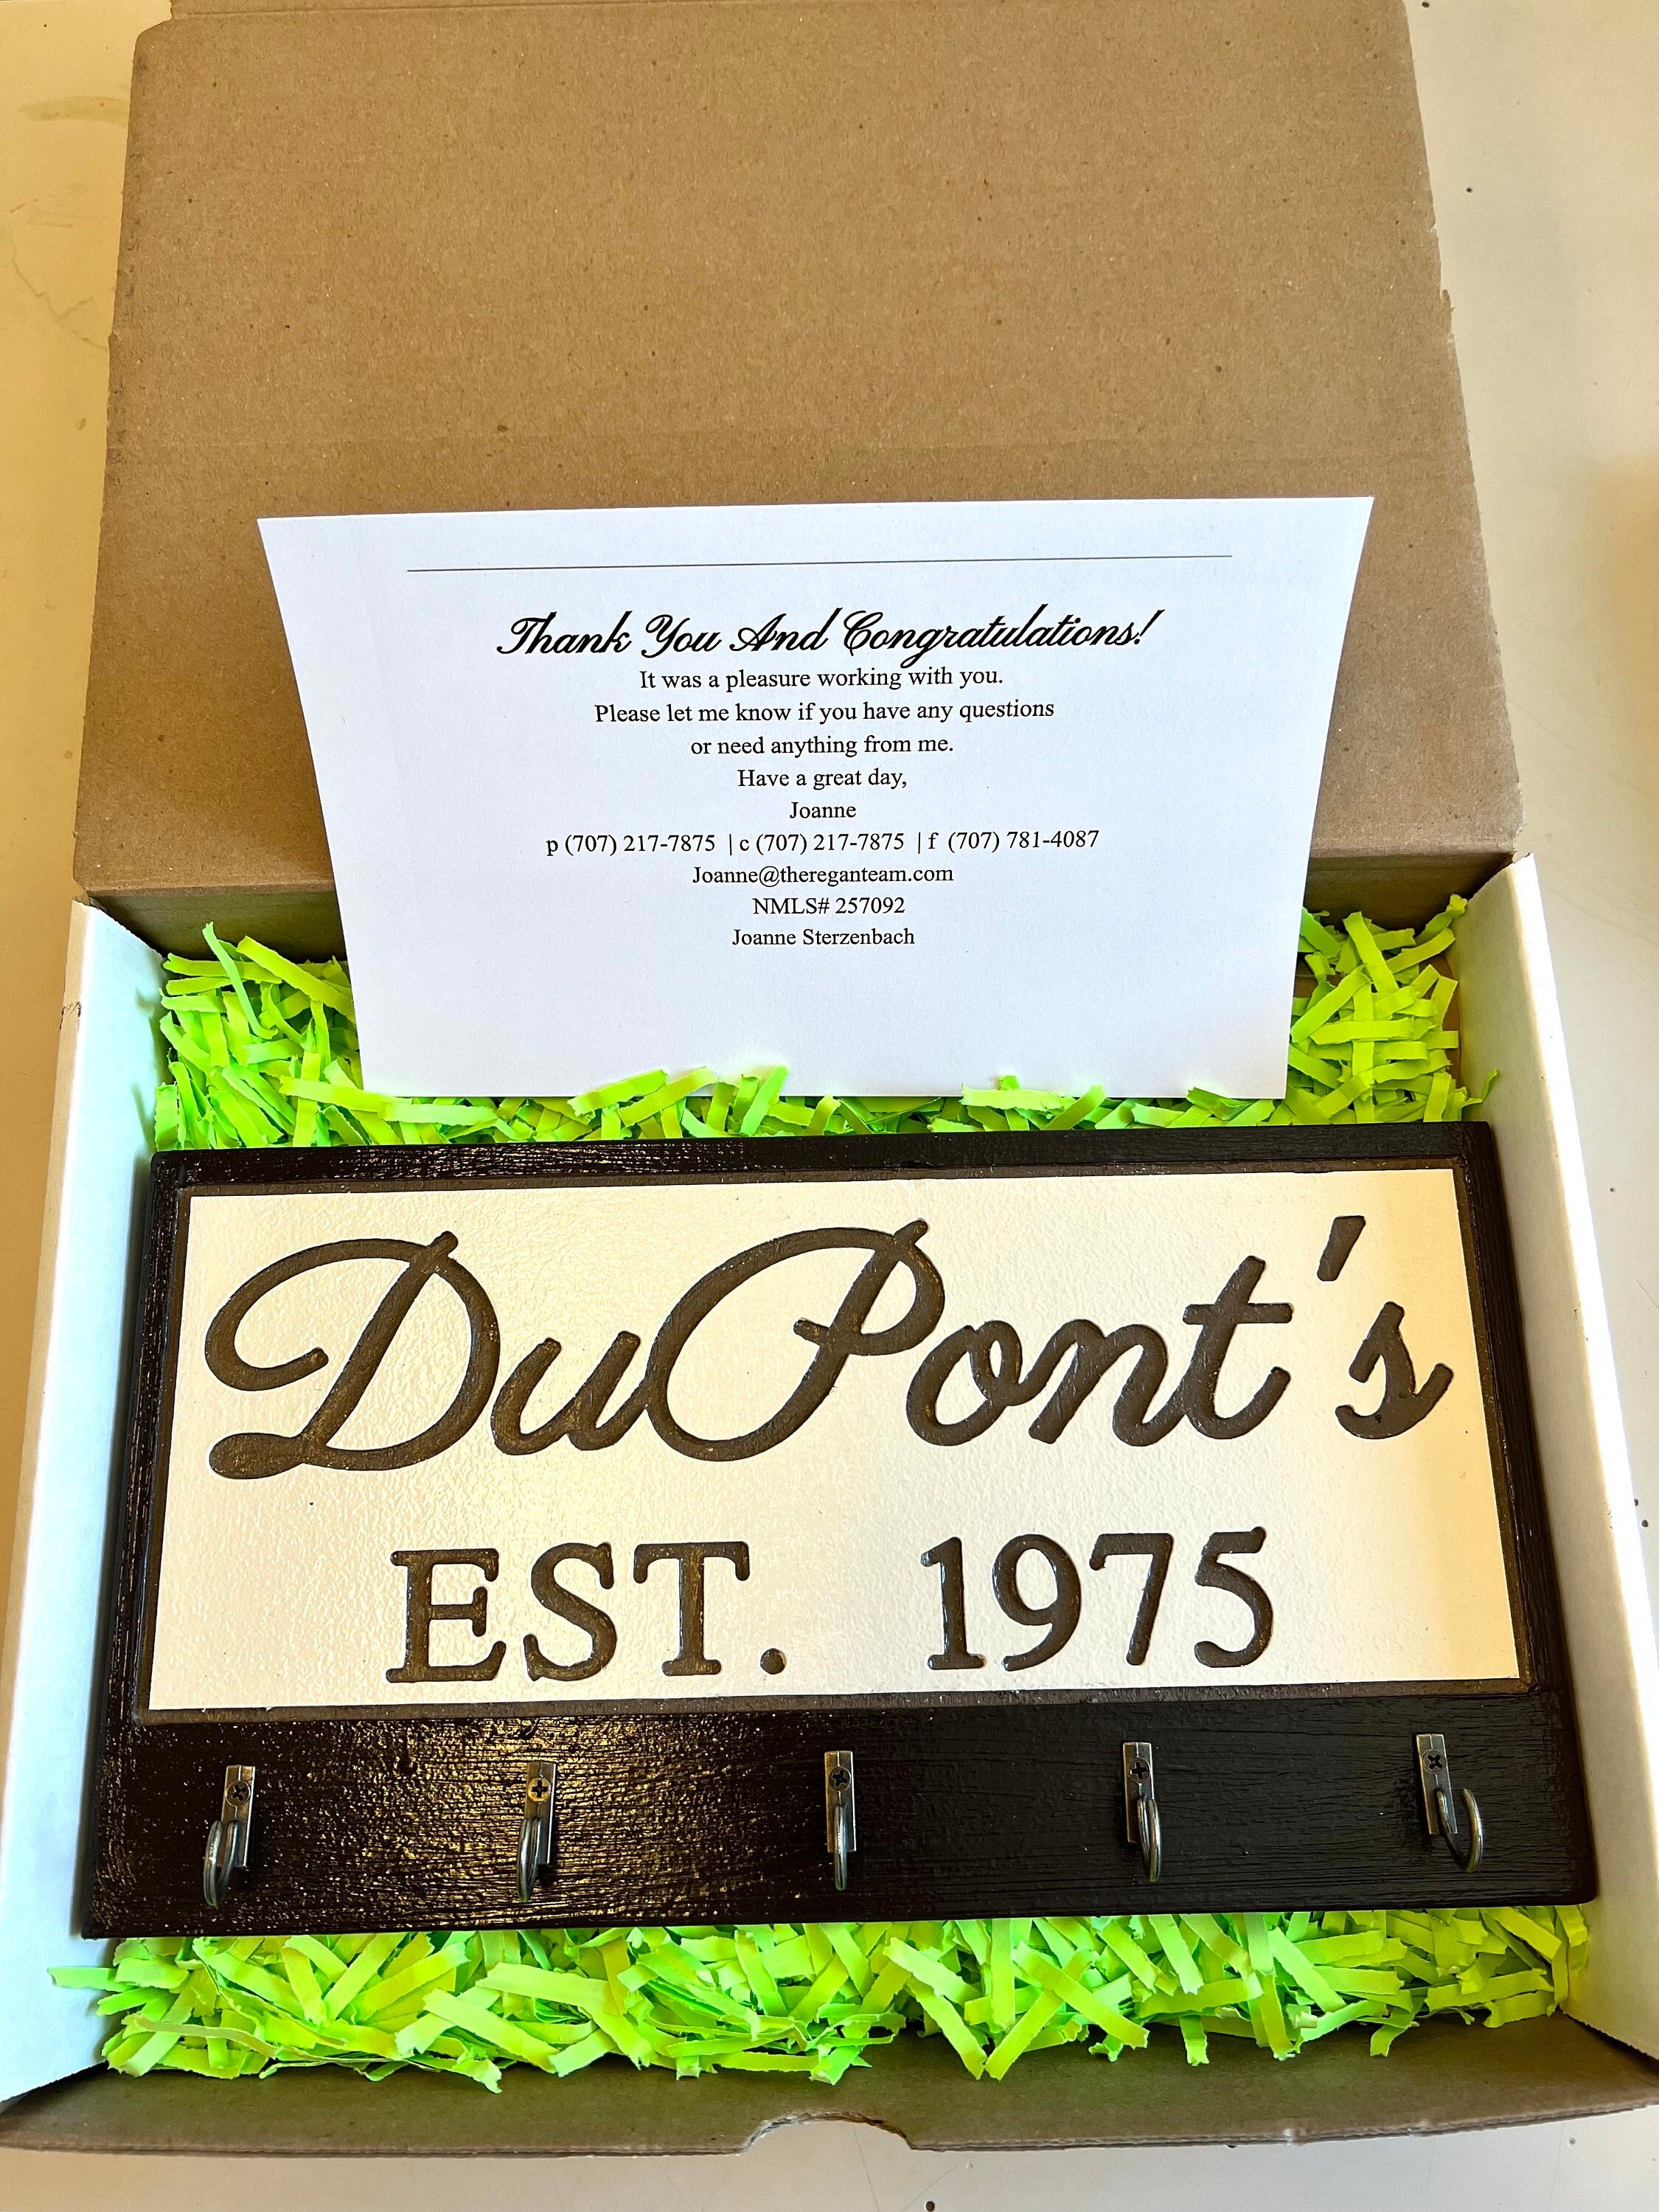 Thank You And Congratulations!
It was a pleasure working with you.
Please let me know if you have any questions
or need anything from me.
Have a great day,
Joanne
p (707) 217-7875 | c (707) 217-7875 | f (707) 781-4087
Joanne@thereganteam.com
NMLS# 257092
Joanne Sterzenbach
DuPont's
EST. 1975